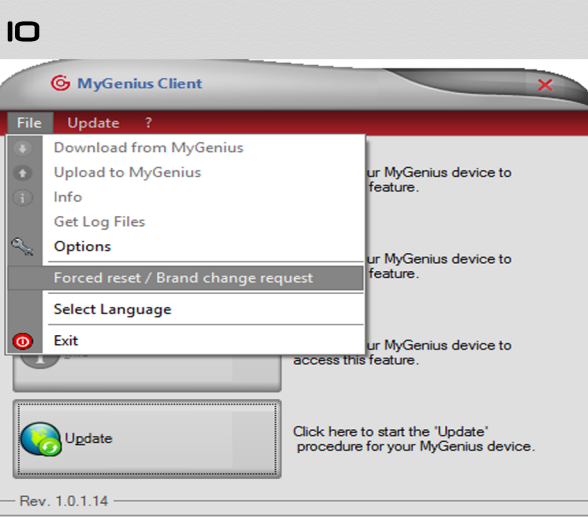 10
MyGenius Client
File Update ?
Download from MyGenius
Upload to MyGenius
Info
Get Log Files
Options
Forced reset / Brand change request
Select Language
Exit
ur MyGenius device to
feature.
ur MyGenius device to
feature.
ur MyGenius device to
access this feature.
Update
Click here to start the 'Update'
procedure for your MyGenius device.
Rev. 1.0.1.14